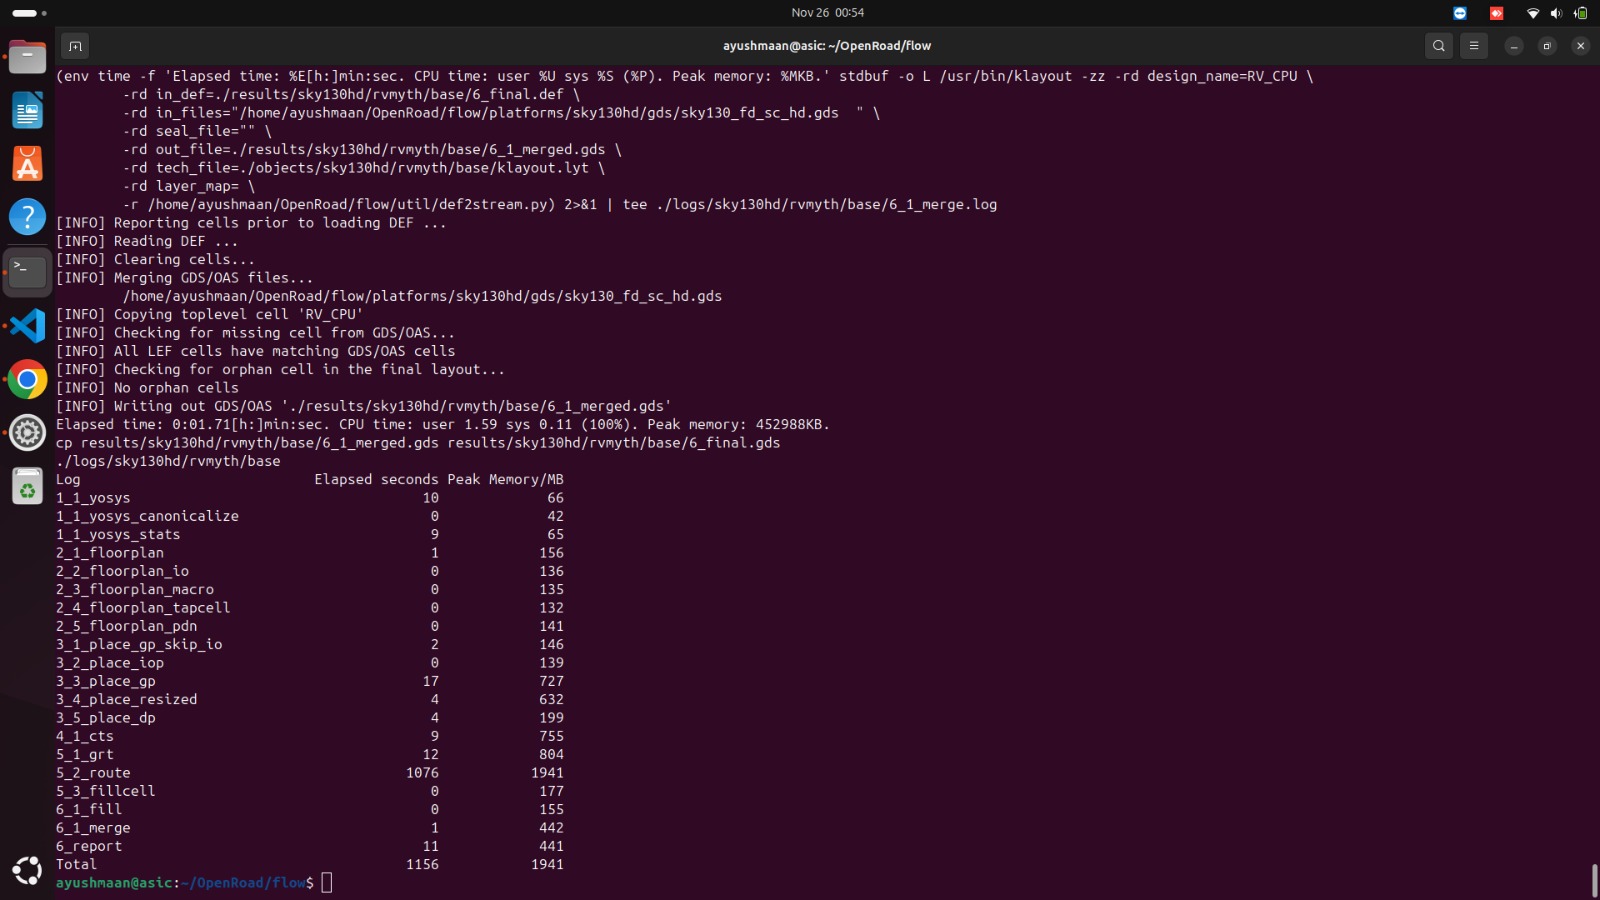 Nov 26 00:54
ayushmaan@asic: ~/OpenRoad/flow
(env time -f 'Elapsed time: %E[h:]min:sec. CPU time: user %U sys %S (%P). Peak memory: %MKB.' stdbuf -o L /usr/bin/klayout -zz -rd design_name=RV_CPU \
        -rd in_def=./results/sky130hd/rvmyth/base/6_final.def \
        -rd in_files="/home/ayushmaan/OpenRoad/flow/platforms/sky130hd/gds/sky130_fd_sc_hd.gds  " \
        -rd seal_file="" \
        -rd out_file=./results/sky130hd/rvmyth/base/6_1_merged.gds \
        -rd tech_file=./objects/sky130hd/rvmyth/base/klayout.lyt \
        -rd layer_map= \
        -r /home/ayushmaan/OpenRoad/flow/util/def2stream.py) 2>&1 | tee ./logs/sky130hd/rvmyth/base/6_1_merge.log
[INFO] Reporting cells prior to loading DEF ...
[INFO] Reading DEF ...
[INFO] Clearing cells...
[INFO] Merging GDS/OAS files...
        /home/ayushmaan/OpenRoad/flow/platforms/sky130hd/gds/sky130_fd_sc_hd.gds
[INFO] Copying toplevel cell 'RV_CPU'
[INFO] Checking for missing cell from GDS/OAS...
[INFO] All LEF cells have matching GDS/OAS cells
[INFO] Checking for orphan cell in the final layout...
[INFO] No orphan cells
[INFO] Writing out GDS/OAS './results/sky130hd/rvmyth/base/6_1_merged.gds'
Elapsed time: 0:01.71[h:]min:sec. CPU time: user 1.59 sys 0.11 (100%). Peak memory: 452988KB.
cp results/sky130hd/rvmyth/base/6_1_merged.gds results/sky130hd/rvmyth/base/6_final.gds
./logs/sky130hd/rvmyth/base
Log                            Elapsed seconds Peak Memory/MB
1_1_yosys                                   10             66
1_1_yosys_canonicalize                       0             42
1_1_yosys_stats                              9             65
2_1_floorplan                                1            156
2_2_floorplan_io                             0            136
2_3_floorplan_macro                          0            135
2_4_floorplan_tapcell                        0            132
2_5_floorplan_pdn                            0            141
3_1_place_gp_skip_io                         2            146
3_2_place_iop                                0            139
3_3_place_gp                                17            727
3_4_place_resized                            4            632
3_5_place_dp                                 4            199
4_1_cts                                      9            755
5_1_grt                                     12            804
5_2_route                                 1076           1941
5_3_fillcell                                 0            177
6_1_fill                                     0            155
6_1_merge                                    1            442
6_report                                    11            441
Total                                     1156           1941
ayushmaan@asic:~/OpenRoad/flow$